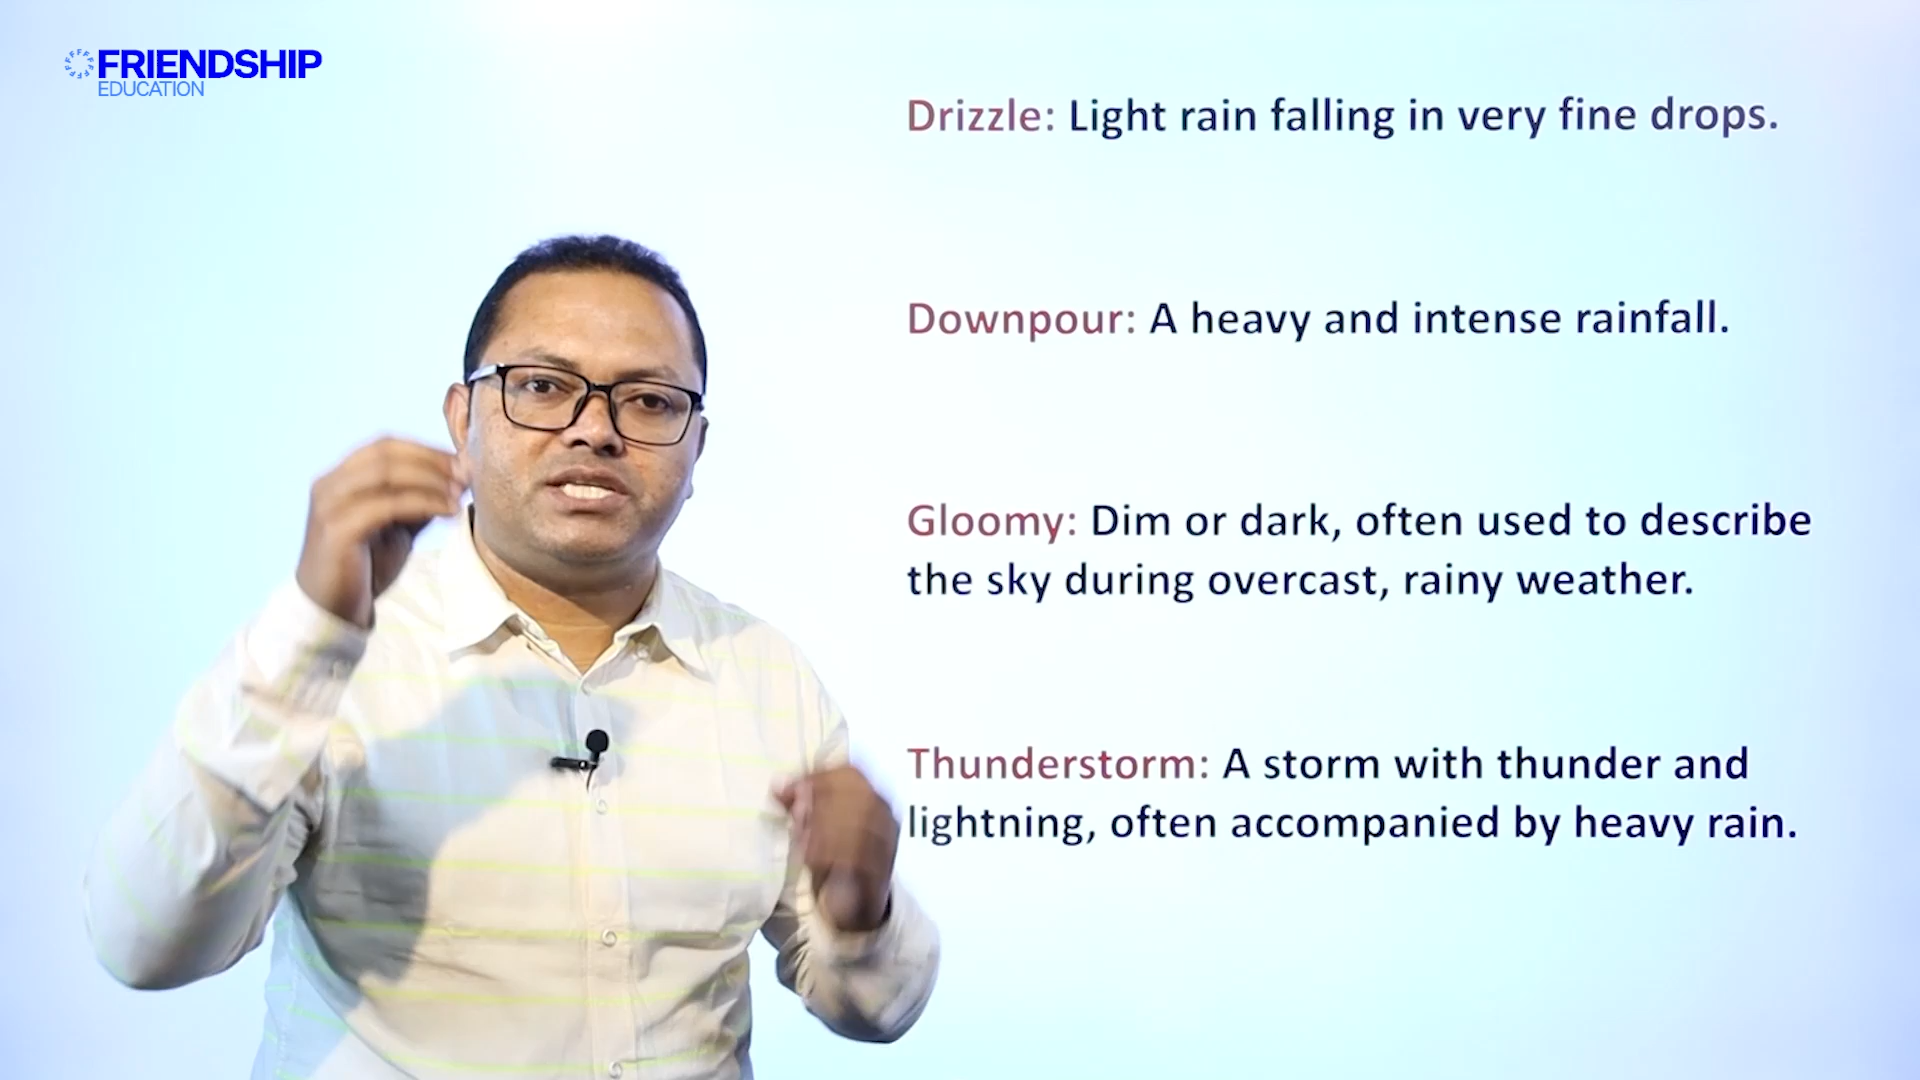 FRIENDSHIP
EDUCATION
Drizzle: Light rain falling in very fine drops.
Downpour: A heavy and intense rainfall.
Gloomy: Dim or dark, often used to describe
the sky during overcast, rainy weather.
Thunderstorm: A storm with thunder and
lightning, often accompanied by heavy rain.